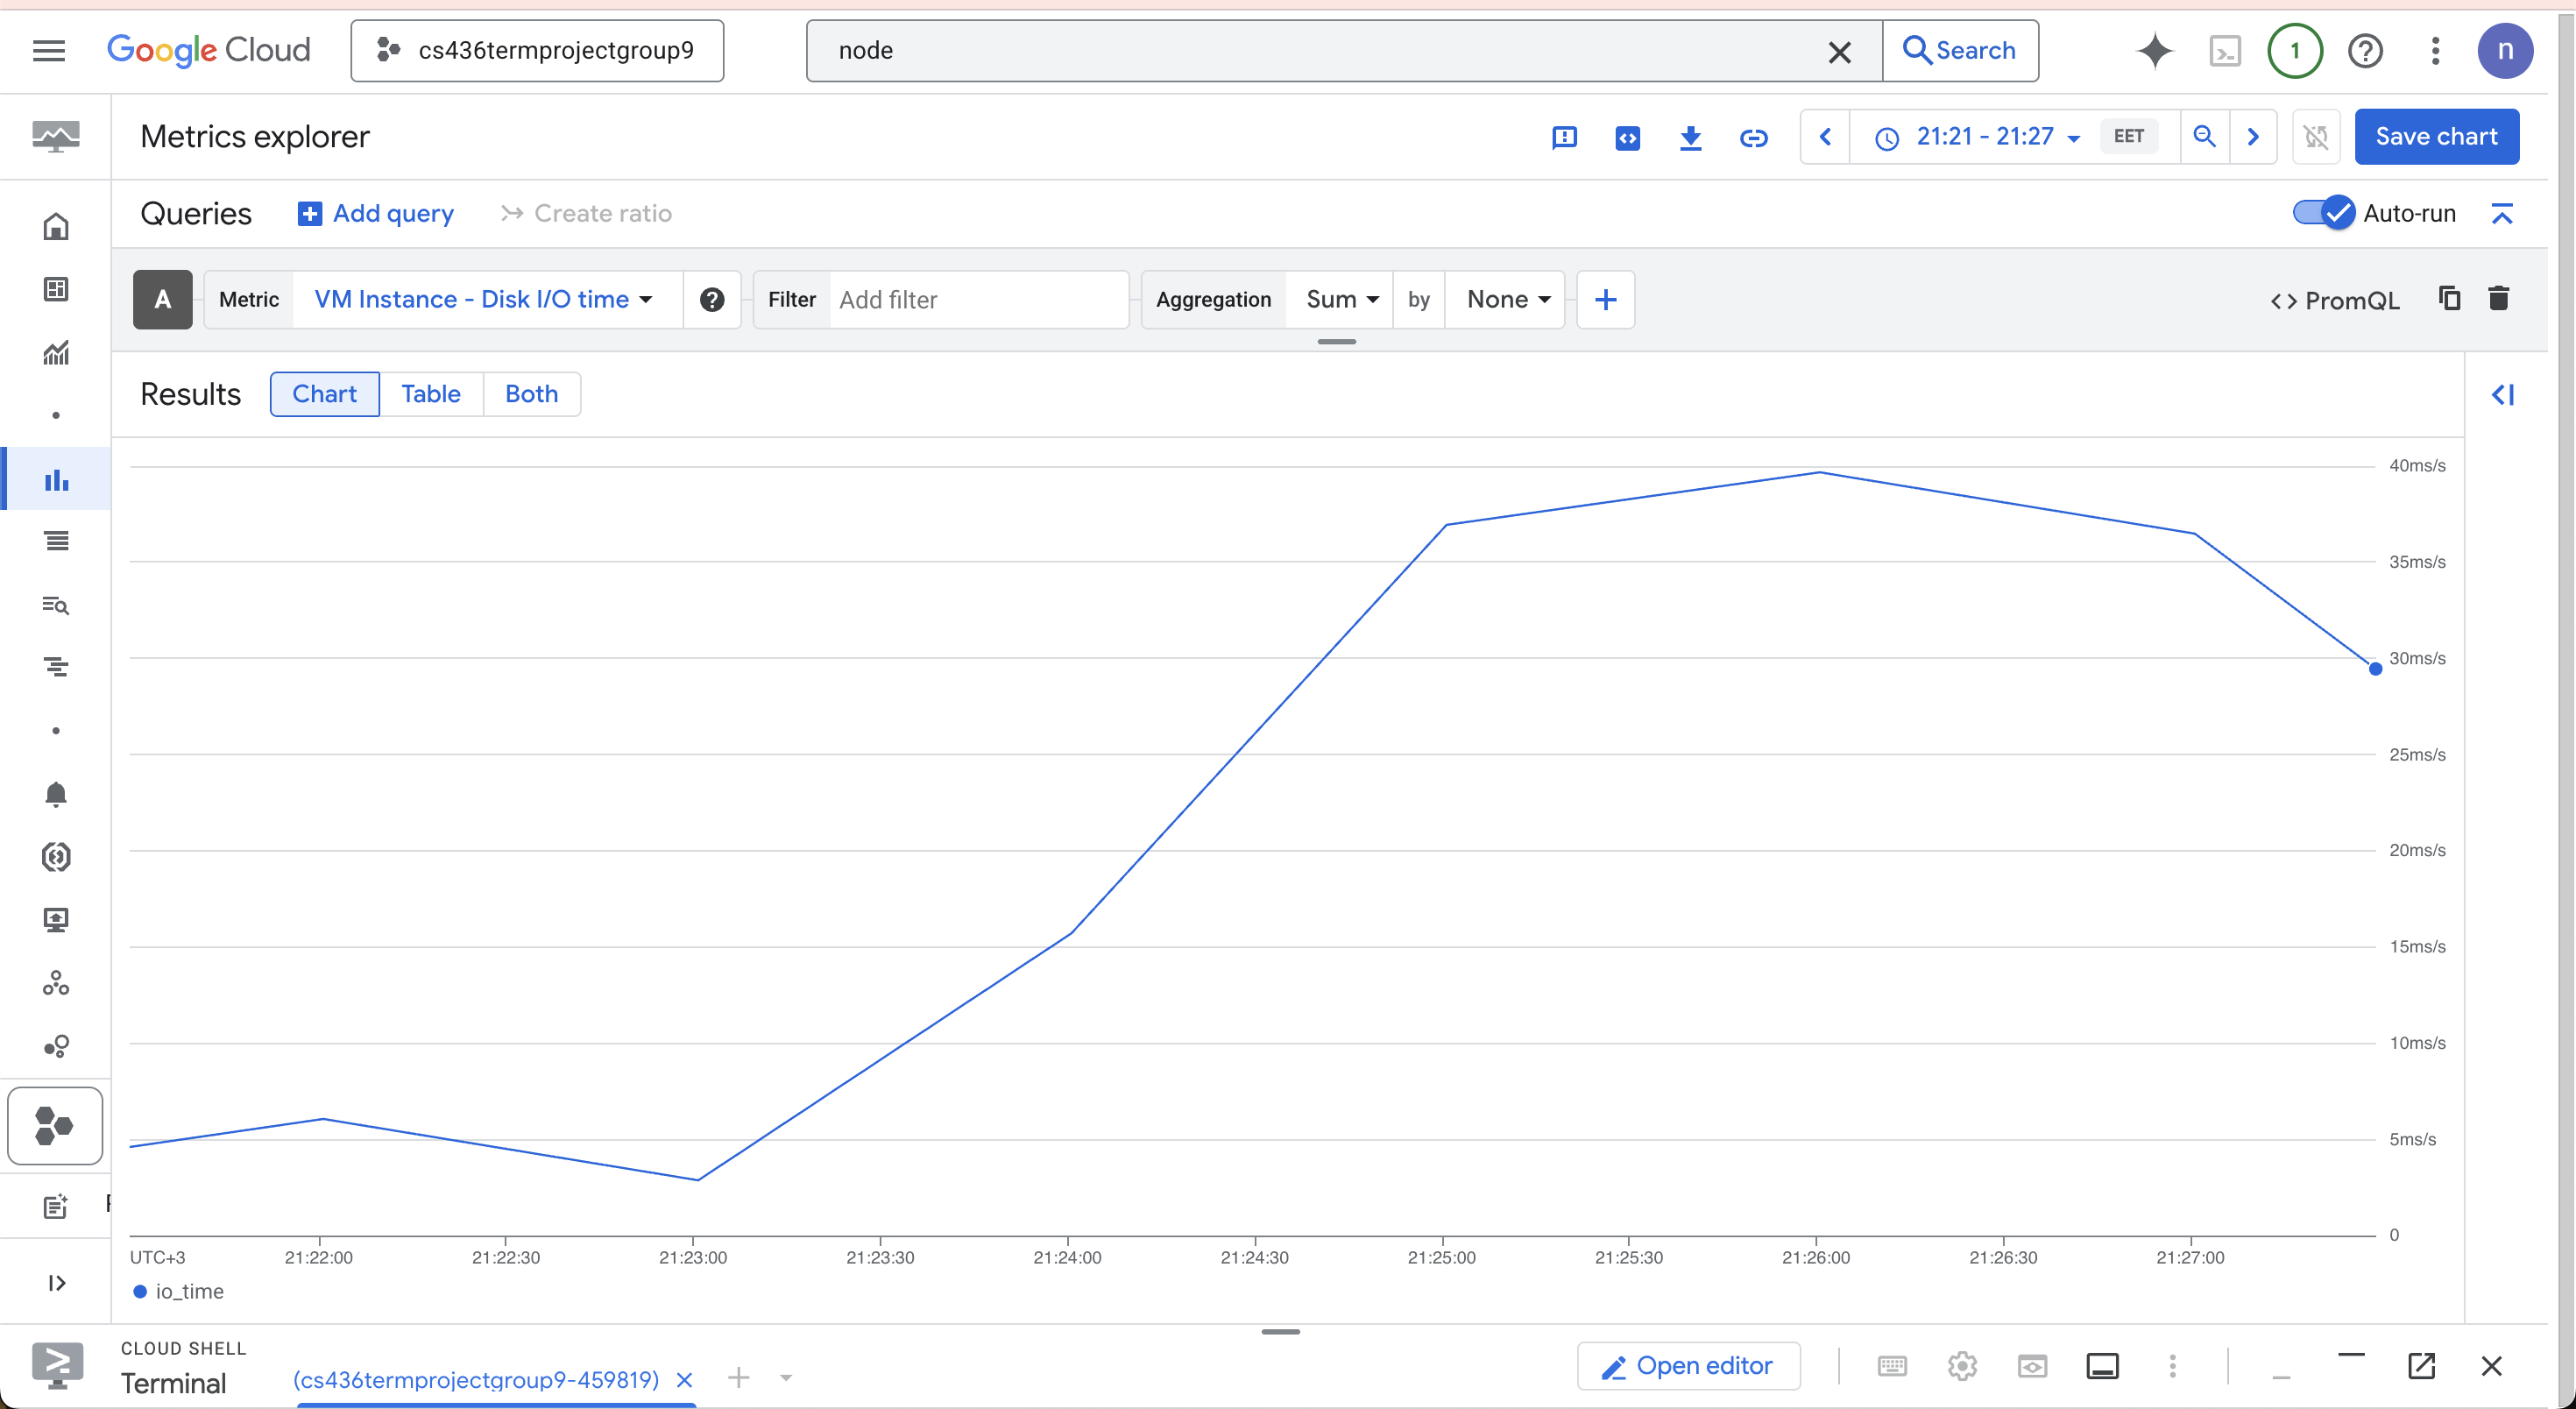 Google Cloud cs436termprojectgroup9 node Search 1 n
Metrics explorer 21:21 - 21:27 EET Save chart
Queries Add query Create ratio Auto-run
A Metric VM Instance - Disk I/O time Filter Add filter Aggregation Sum by None PromQL
Results Chart Table Both
40ms/s
35ms/s
30ms/s
25ms/s
20ms/s
15ms/s
10ms/s
5ms/s
0
UTC+3 21:22:00 21:22:30 21:23:00 21:23:30 21:24:00 21:24:30 21:25:00 21:25:30 21:26:00 21:26:30 21:27:00
io_time
CLOUD SHELL
Terminal (cs436termprojectgroup9-459819) Open editor